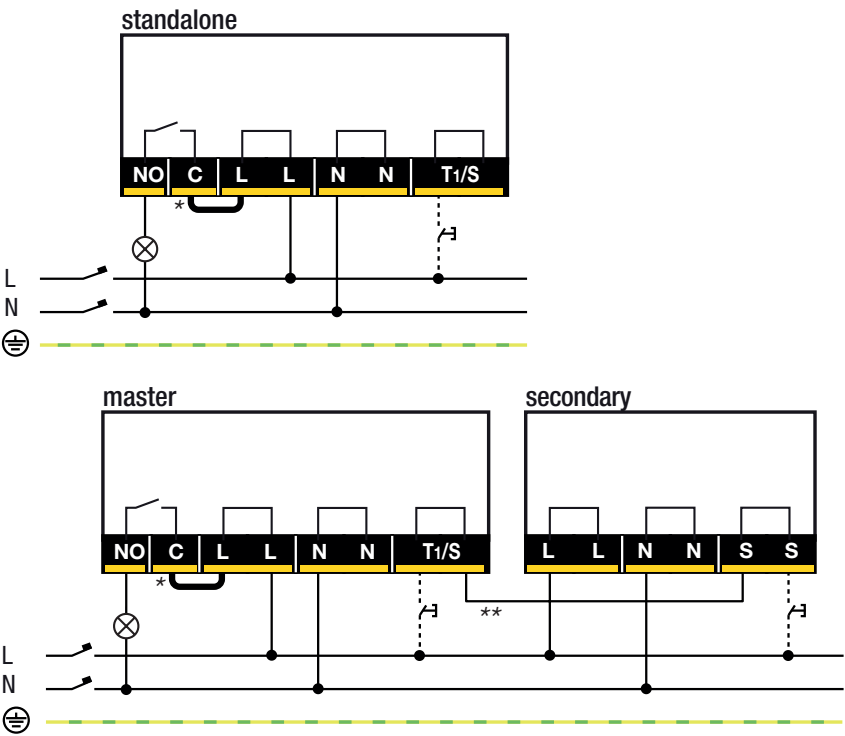 standalone
NO C L L N N T1/S
*
L
N
master secondary
NO C L L N N T1/S L L N N S S
* **
L
N